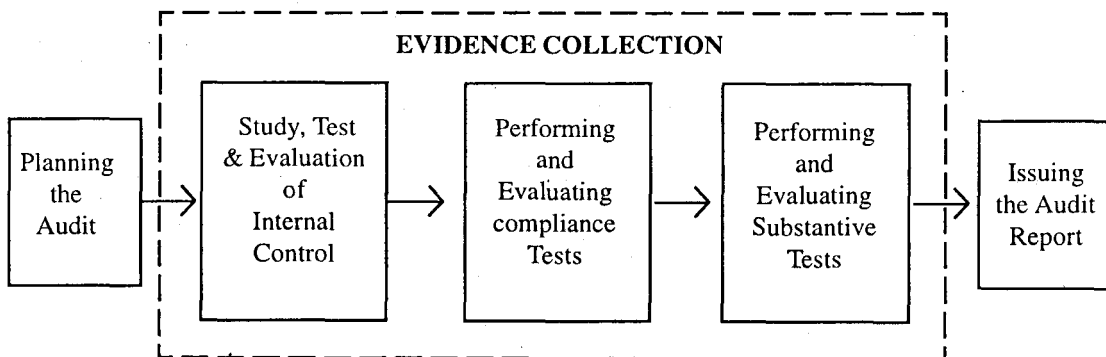 EVIDENCE COLLECTION
Planning
the
Audit
Study, Test
& Evaluation
of
Internal
Control
Performing
and
Evaluating
compliance
Tests
Performing
and
Evaluating
Substantive
Tests
Issuing
the Audit
Report